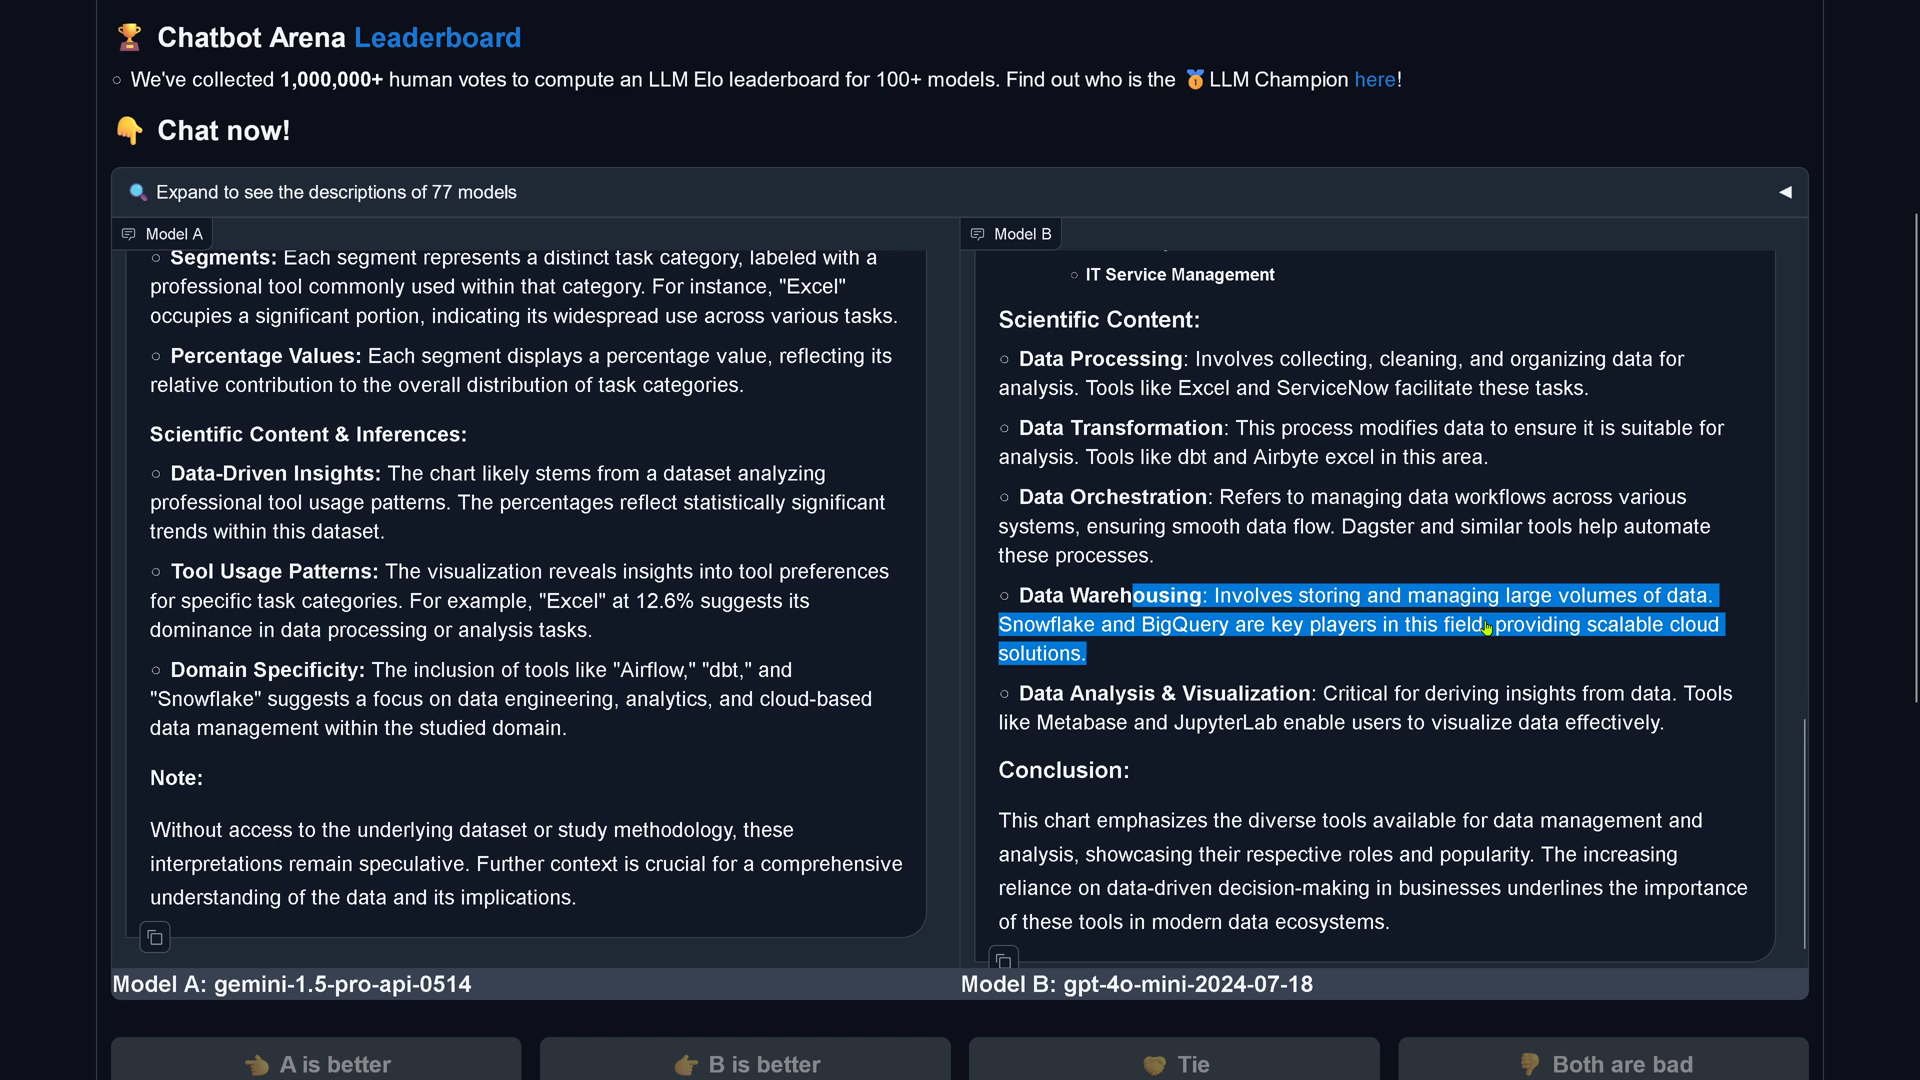 🏆 Chatbot Arena Leaderboard
○ We've collected 1,000,000+ human votes to compute an LLM Elo leaderboard for 100+ models. Find out who is the 🥇LLM Champion here!
👇 Chat now!
🔍 Expand to see the descriptions of 77 models ◀
Model A
○ Segments: Each segment represents a distinct task category, labeled with a
professional tool commonly used within that category. For instance, "Excel"
occupies a significant portion, indicating its widespread use across various tasks.
○ Percentage Values: Each segment displays a percentage value, reflecting its
relative contribution to the overall distribution of task categories.
Scientific Content & Inferences:
○ Data-Driven Insights: The chart likely stems from a dataset analyzing
professional tool usage patterns. The percentages reflect statistically significant
trends within this dataset.
○ Tool Usage Patterns: The visualization reveals insights into tool preferences
for specific task categories. For example, "Excel" at 12.6% suggests its
dominance in data processing or analysis tasks.
○ Domain Specificity: The inclusion of tools like "Airflow," "dbt," and
"Snowflake" suggests a focus on data engineering, analytics, and cloud-based
data management within the studied domain.
Note:
Without access to the underlying dataset or study methodology, these
interpretations remain speculative. Further context is crucial for a comprehensive
understanding of the data and its implications.
Model B
○ IT Service Management
Scientific Content:
○ Data Processing: Involves collecting, cleaning, and organizing data for
analysis. Tools like Excel and ServiceNow facilitate these tasks.
○ Data Transformation: This process modifies data to ensure it is suitable for
analysis. Tools like dbt and Airbyte excel in this area.
○ Data Orchestration: Refers to managing data workflows across various
systems, ensuring smooth data flow. Dagster and similar tools help automate
these processes.
○ Data Warehousing: Involves storing and managing large volumes of data.
Snowflake and BigQuery are key players in this field, providing scalable cloud
solutions.
○ Data Analysis & Visualization: Critical for deriving insights from data. Tools
like Metabase and JupyterLab enable users to visualize data effectively.
Conclusion:
This chart emphasizes the diverse tools available for data management and
analysis, showcasing their respective roles and popularity. The increasing
reliance on data-driven decision-making in businesses underlines the importance
of these tools in modern data ecosystems.
Model A: gemini-1.5-pro-api-0514
Model B: gpt-4o-mini-2024-07-18
👈 A is better
👉 B is better
🤝 Tie
👎 Both are bad